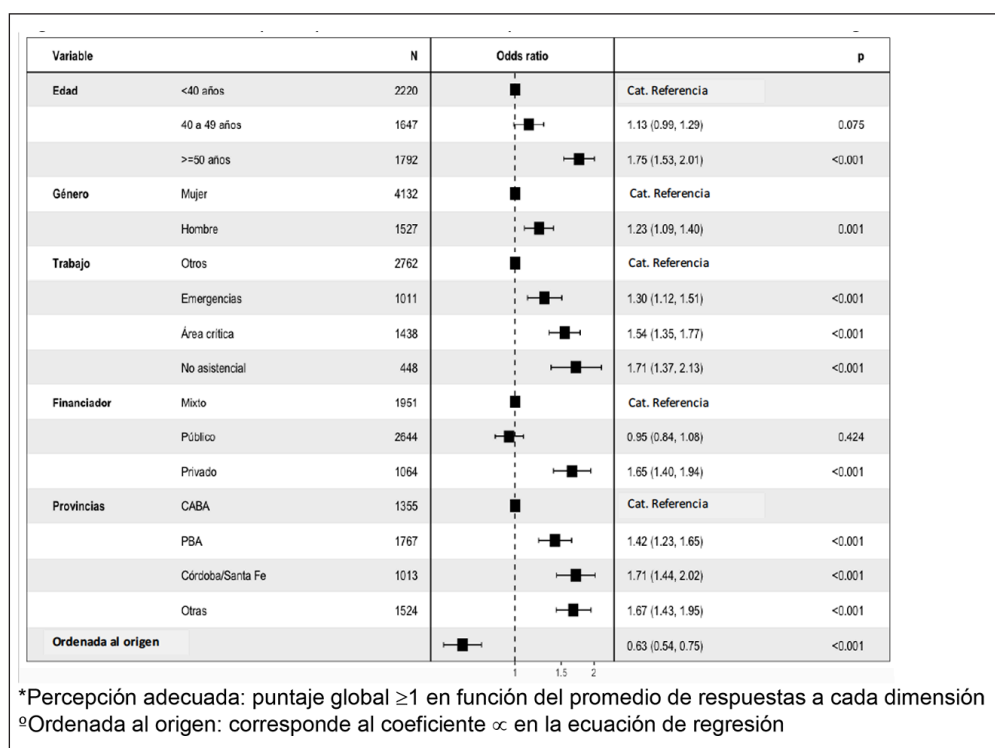 Variable N Odds ratio p
Edad <40 años 2220 Cat. Referencia
40 a 49 años 1647 1.13 (0.99, 1.29) 0.075
>=50 años 1792 1.75 (1.53, 2.01) <0.001
Género Mujer 4132 Cat. Referencia
Hombre 1527 1.23 (1.09, 1.40) 0.001
Trabajo Otros 2762 Cat. Referencia
Emergencias 1011 1.30 (1.12, 1.51) <0.001
Área crítica 1438 1.54 (1.35, 1.77) <0.001
No asistencial 448 1.71 (1.37, 2.13) <0.001
Financiador Mixto 1951 Cat. Referencia
Público 2644 0.95 (0.84, 1.08) 0.424
Privado 1064 1.65 (1.40, 1.94) <0.001
Provincias CABA 1355 Cat. Referencia
PBA 1767 1.42 (1.23, 1.65) <0.001
Córdoba/Santa Fe 1013 1.71 (1.44, 2.02) <0.001
Otras 1524 1.67 (1.43, 1.95) <0.001
Ordenada al origen 0.63 (0.54, 0.75) <0.001
1 1.5 2
*Percepción adecuada: puntaje global ≥1 en función del promedio de respuestas a cada dimensión
ºOrdenada al origen: corresponde al coeficiente ∝ en la ecuación de regresión